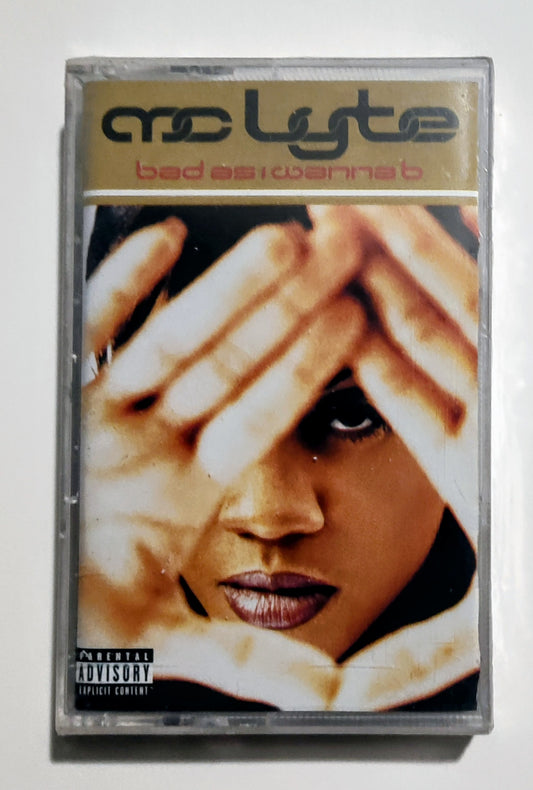 mc lyte
bad as i wanna b
PARENTAL
ADVISORY
EXPLICIT CONTENT